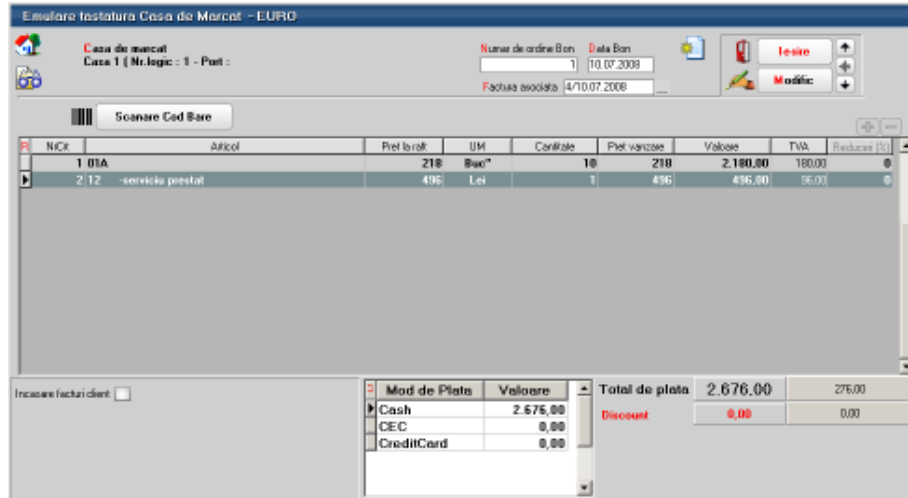 Emulare tastatura Casa de Marcat - EURO
Casa de marcat
Casa 1 ( Nr.logic : 1 - Port :
Numar de ordine Bon Data Bon
1 10.07.2008
Factura asociata 4/10.07.2008
Iesire
Modific
Scanare Cod Bare
NrCrt Articol Pret la raft UM Cantitate Pret vanzare Valoare TVA Reduceri (%)
1 01A 218 Buc" 10 218 2.180,00 180,00 0
2 12 -serviciu prestat 496 Lei 1 496 496,00 96,00 0
Incasare facturi client
Mod de Plata Valoare
Cash 2.676,00
CEC 0,00
CreditCard 0,00
Total de plata 2.676,00 276,00
Discount 0,00 0,00